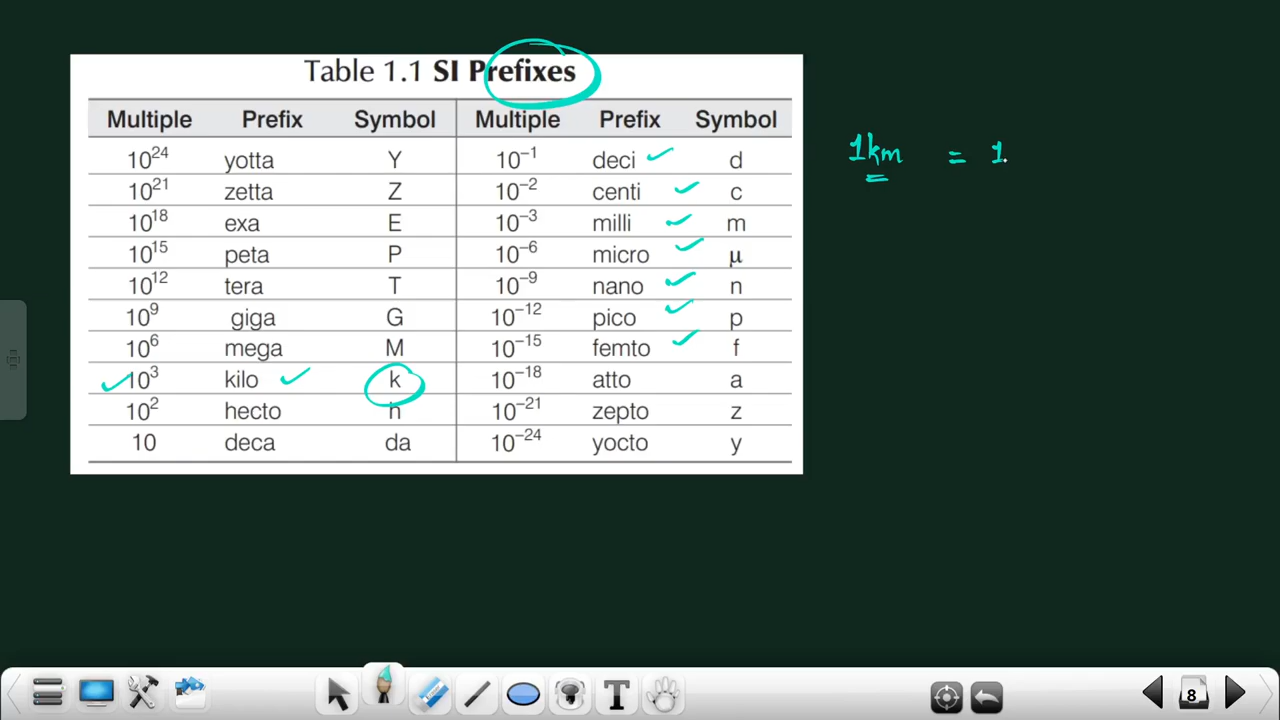 Table 1.1 SI Prefixes
Multiple Prefix Symbol Multiple Prefix Symbol
10²⁴ yotta Y 10⁻¹ deci d
10²¹ zetta Z 10⁻² centi c
10¹⁸ exa E 10⁻³ milli m
10¹⁵ peta P 10⁻⁶ micro μ
10¹² tera T 10⁻⁹ nano n
10⁹ giga G 10⁻¹² pico p
10⁶ mega M 10⁻¹⁵ femto f
10³ kilo k 10⁻¹⁸ atto a
10² hecto h 10⁻²¹ zepto z
10 deca da 10⁻²⁴ yocto y
1km = 1
T
8